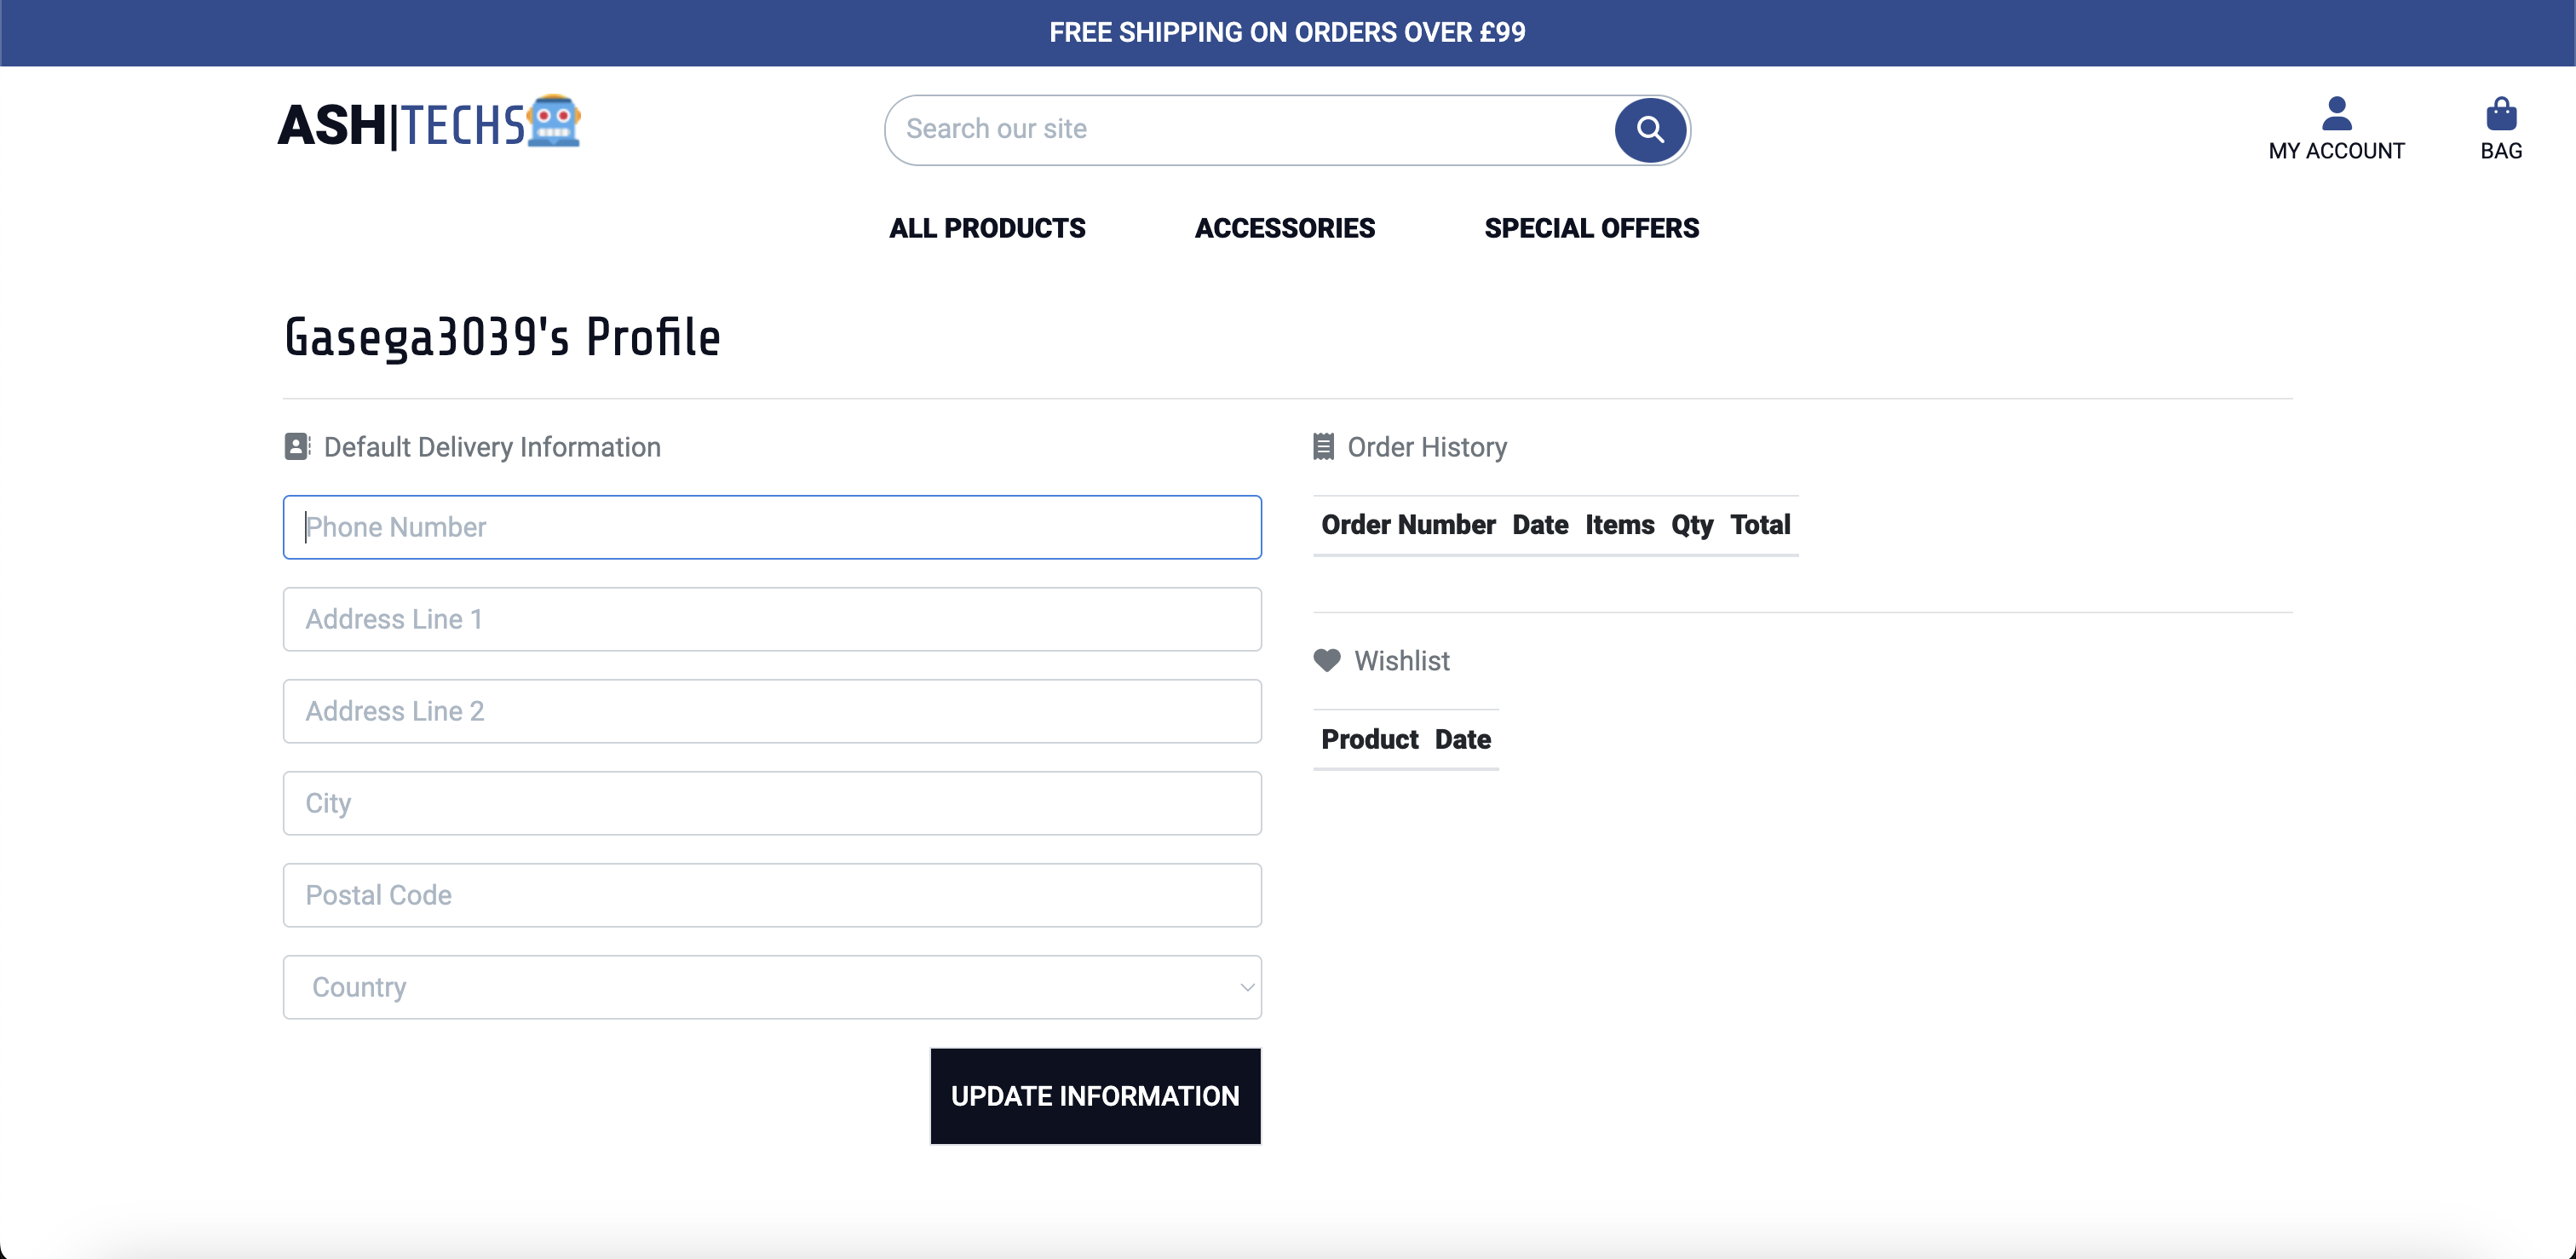 FREE SHIPPING ON ORDERS OVER £99
ASH|TECHS
Search our site
MY ACCOUNT
BAG
ALL PRODUCTS ACCESSORIES SPECIAL OFFERS
Gasega3039's Profile
Default Delivery Information
Phone Number
Address Line 1
Address Line 2
City
Postal Code
Country
UPDATE INFORMATION
Order History
Order Number Date Items Qty Total
Wishlist
Product Date